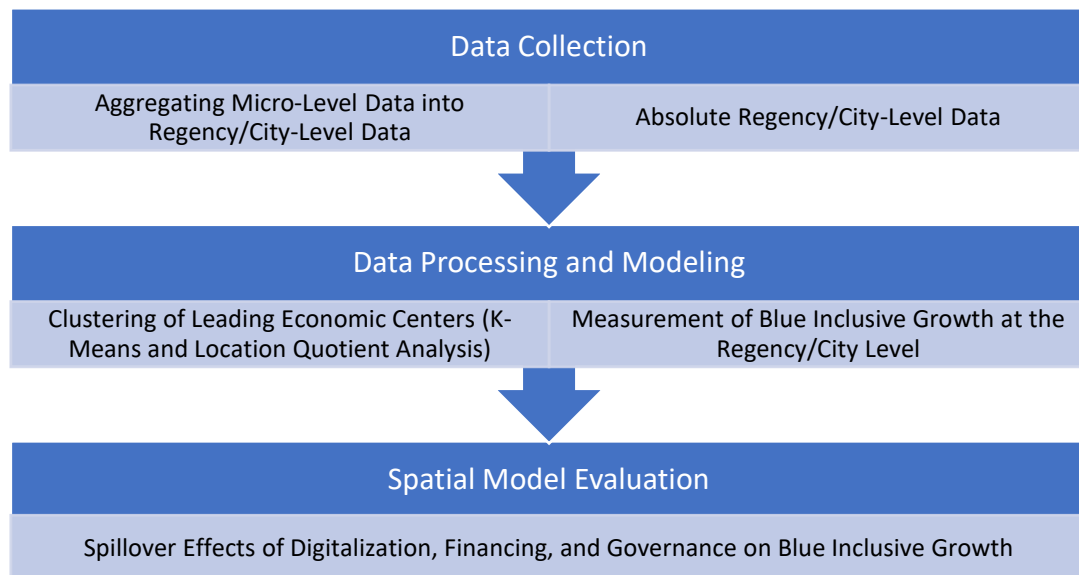 Data Collection
Aggregating Micro-Level Data into
Regency/City-Level Data
Absolute Regency/City-Level Data
Data Processing and Modeling
Clustering of Leading Economic Centers (K-
Means and Location Quotient Analysis)
Measurement of Blue Inclusive Growth at the
Regency/City Level
Spatial Model Evaluation
Spillover Effects of Digitalization, Financing, and Governance on Blue Inclusive Growth